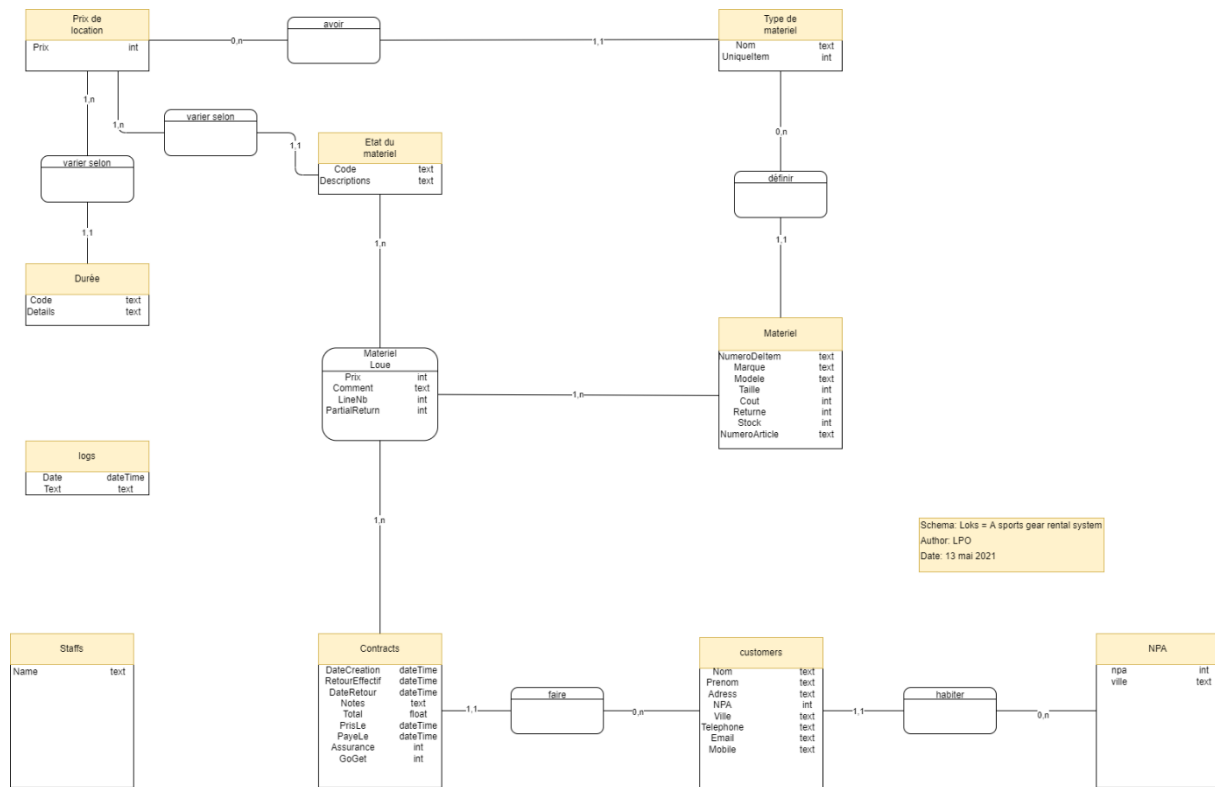 Prix de
location
Prix int
0,n
avoir
1,1
Type de
materiel
Nom text
UniqueItem int
1,n
1,n
varier selon
1,1
Etat du
materiel
Code text
Descriptions text
varier selon
0,n
définir
1,1
1,n
1,1
Durèe
Code text
Details text
Materiel
Loue
Prix int
Comment text
LineNb int
PartialReturn int
1,n
Materiel
NumeroDeItem text
Marque text
Modele text
Taille int
Cout int
Returne int
Stock int
NumeroArticle text
logs
Date dateTime
Text text
1,n
Schema: Loks = A sports gear rental system
Author: LPO
Date: 13 mai 2021
Staffs
Name text
Contracts
DateCreation dateTime
RetourEffectif dateTime
DateRetour dateTime
Notes text
Total float
PrisLe dateTime
PayeLe dateTime
Assurance int
GoGet int
1,1
faire
0,n
customers
Nom text
Prenom text
Adress text
NPA int
Ville text
Telephone text
Email text
Mobile text
1,1
habiter
0,n
NPA
npa int
ville text